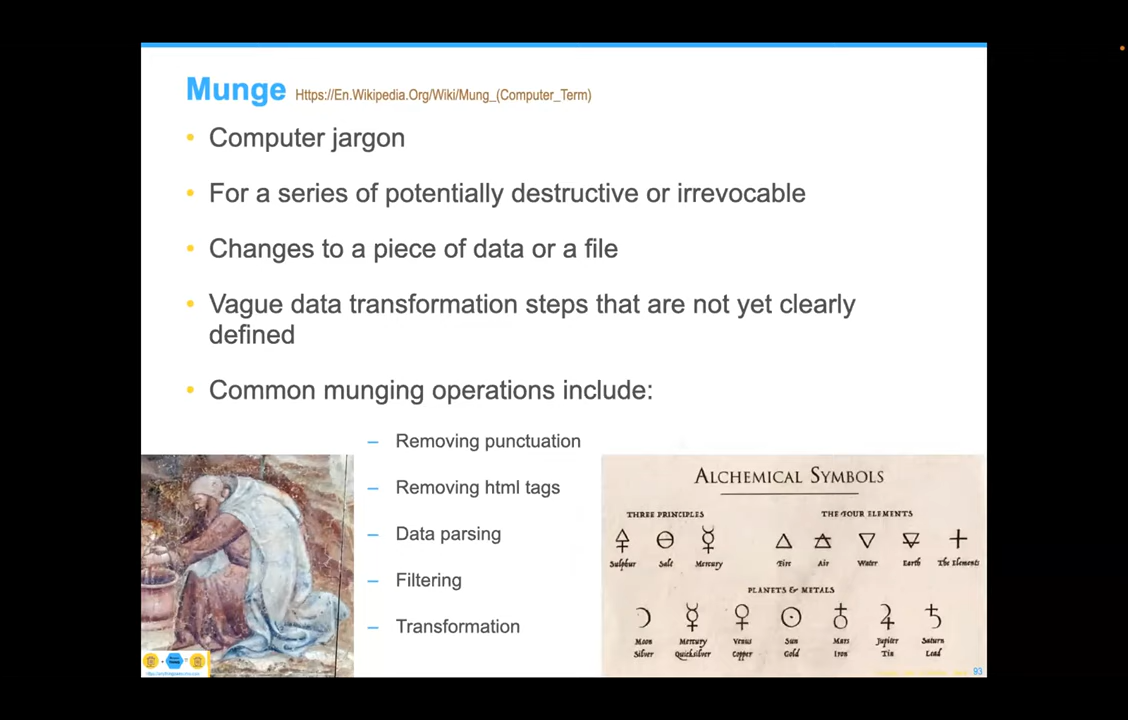 Munge Https://En.Wikipedia.Org/Wiki/Mung_(Computer_Term)
• Computer jargon
• For a series of potentially destructive or irrevocable
• Changes to a piece of data or a file
• Vague data transformation steps that are not yet clearly
defined
• Common munging operations include:
– Removing punctuation
– Removing html tags
– Data parsing
– Filtering
– Transformation
ALCHEMICAL SYMBOLS
THREE PRINCIPLES
Sulphur Salt Mercury
THE FOUR ELEMENTS
Fire Air Water Earth The Elements
PLANETS & METALS
Moon Mercury Venus Sun Mars Jupiter Saturn
Silver Quicksilver Copper Gold Iron Tin Lead
93